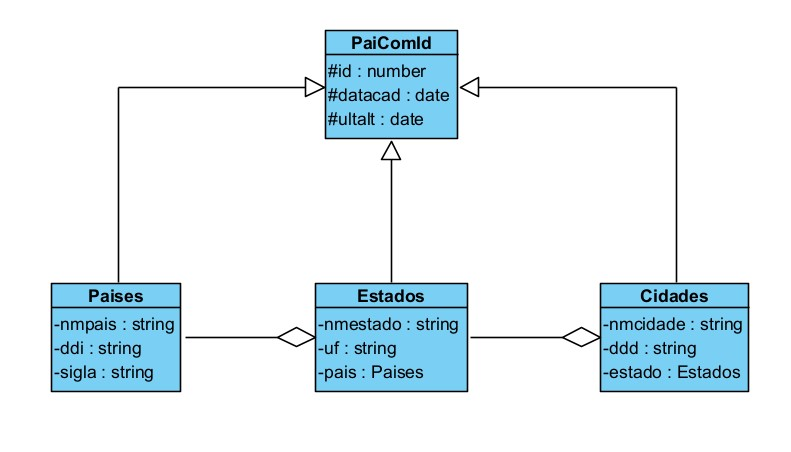 PaiComId
#id : number
#datacad : date
#ultalt : date
Paises
-nmpais : string
-ddi : string
-sigla : string
Estados
-nmestado : string
-uf : string
-pais : Paises
Cidades
-nmcidade : string
-ddd : string
-estado : Estados